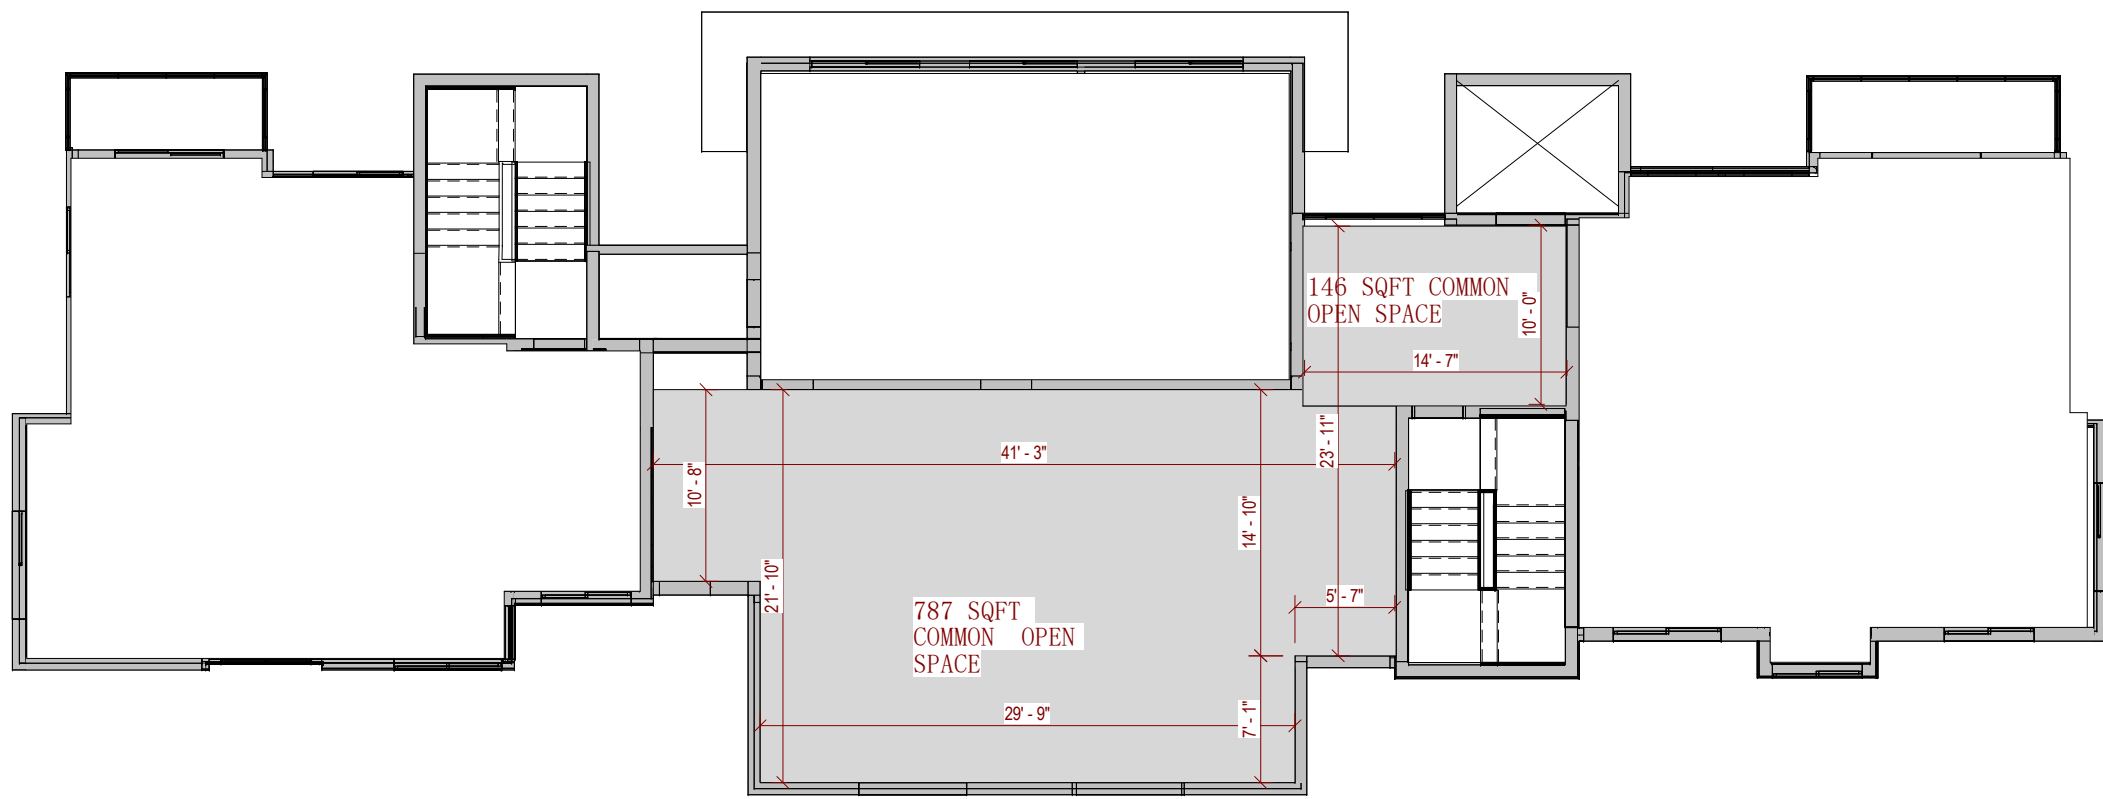 146 SQFT COMMON
OPEN SPACE
10' - 0"
14' - 7"
23' - 11"
41' - 3"
10' - 8"
14' - 10"
21' - 10"
5' - 7"
787 SQFT
COMMON OPEN
SPACE
29' - 9"
7' - 1"